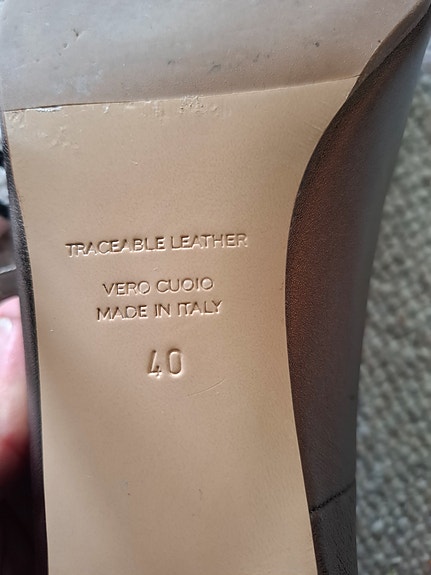 TRACEABLE LEATHER
VERO CUOIO
MADE IN ITALY
40